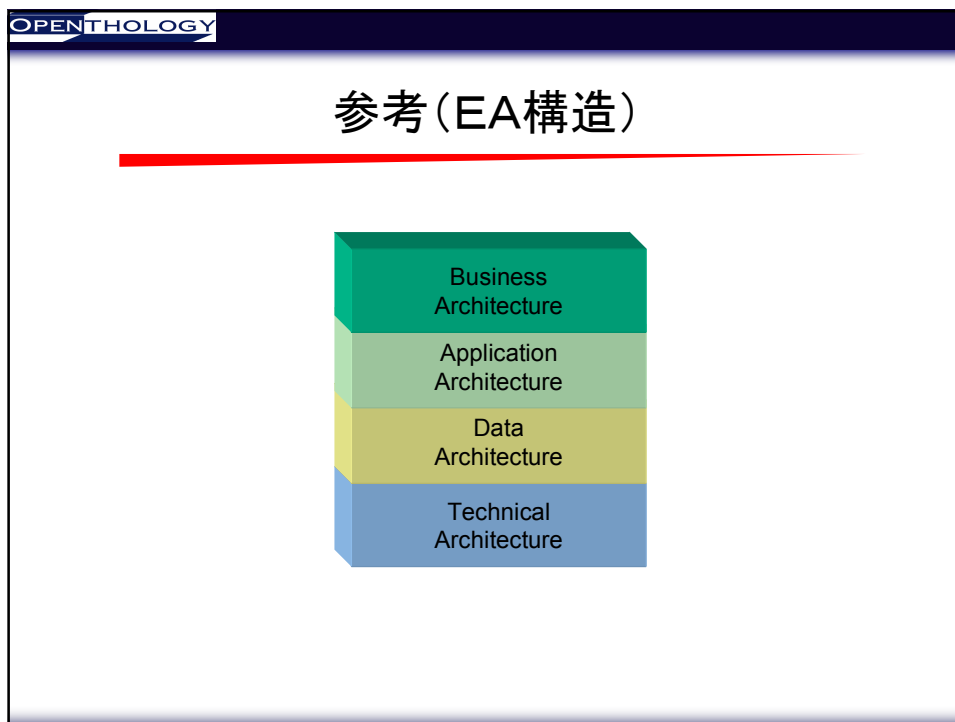 OPENTHOLOGY
参考(EA構造)
Business
Architecture
Application
Architecture
Data
Architecture
Technical
Architecture